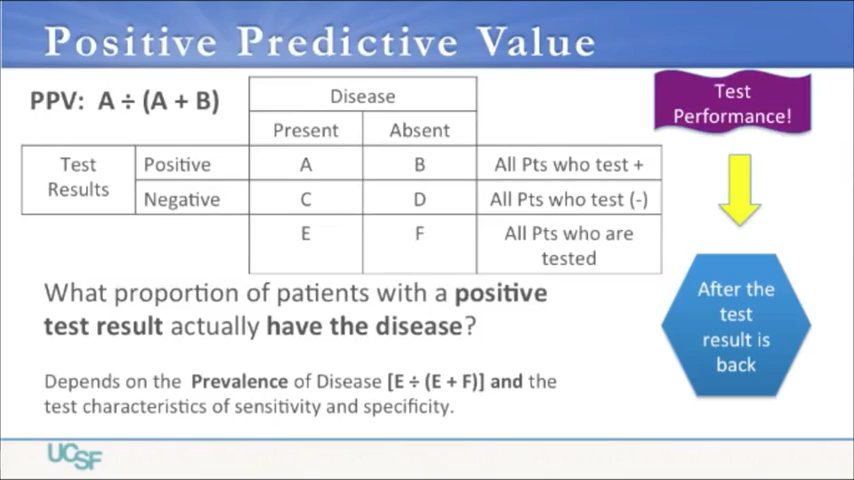 Positive Predictive Value
PPV: A ÷ (A + B)
Disease
Present Absent
Test Results Positive A B All Pts who test +
Negative C D All Pts who test (-)
E F All Pts who are
tested
Test
Performance!
After the
test
result is
back
What proportion of patients with a positive
test result actually have the disease?
Depends on the Prevalence of Disease [E ÷ (E + F)] and the
test characteristics of sensitivity and specificity.
UCSF